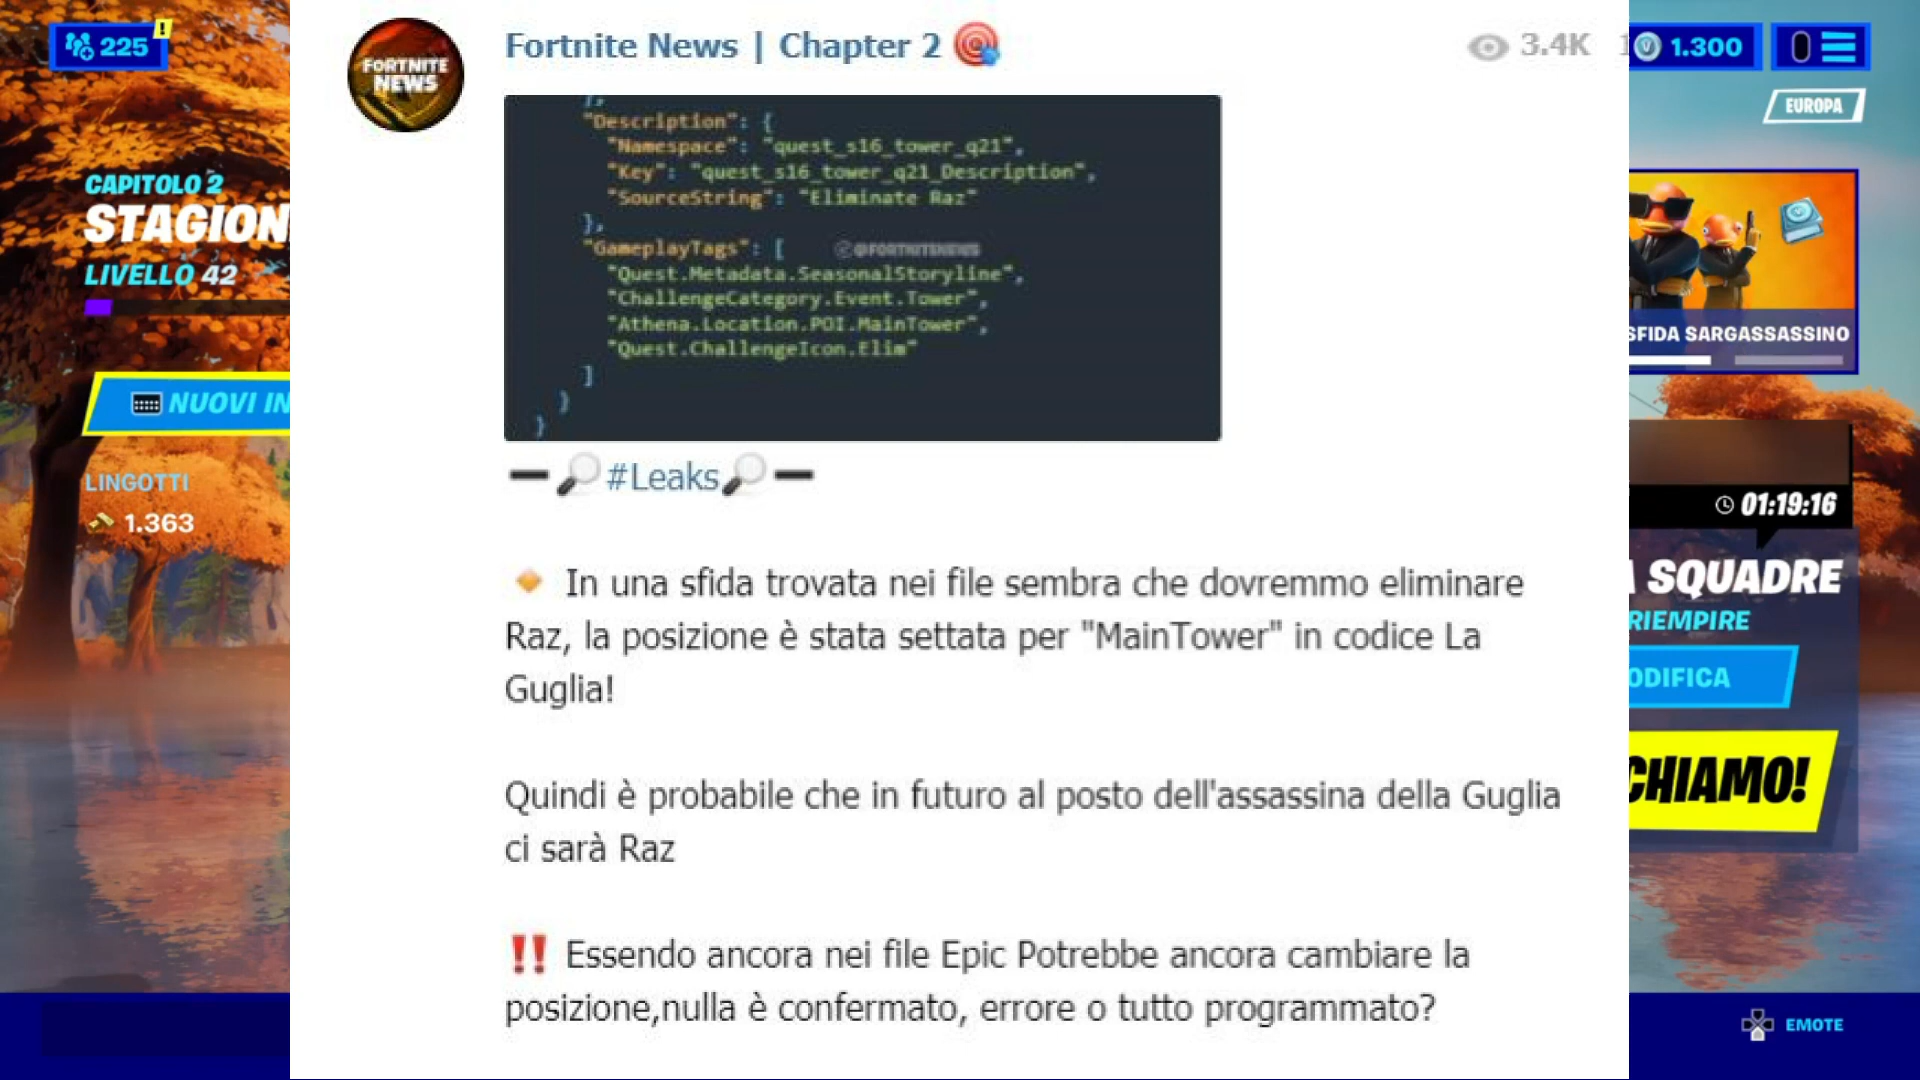 225
!
CAPITOLO 2
STAGION
LIVELLO 42
NUOVI IN
LINGOTTI
1.363
FORTNITE
NEWS
Fortnite News | Chapter 2
3.4K
},
"Description": {
"Namespace": "quest_s16_tower_q21",
"Key": "quest_s16_tower_q21_Description",
"SourceString": "Eliminate Raz"
},
"GameplayTags": [
@FORTNITENEWS
"Quest.Metadata.SeasonalStoryline",
"ChallengeCategory.Event.Tower",
"Athena.Location.POI.MainTower",
"Quest.ChallengeIcon.Elim"
]
}
}
#Leaks
In una sfida trovata nei file sembra che dovremmo eliminare
Raz, la posizione è stata settata per "MainTower" in codice La
Guglia!
Quindi è probabile che in futuro al posto dell'assassina della Guglia
ci sarà Raz
‼ Essendo ancora nei file Epic Potrebbe ancora cambiare la
posizione,nulla è confermato, errore o tutto programmato?
V 1.300
EUROPA
SFIDA SARGASSASSINO
01:19:16
SQUADRE
RIEMPIRE
ODIFICA
CHIAMO!
EMOTE